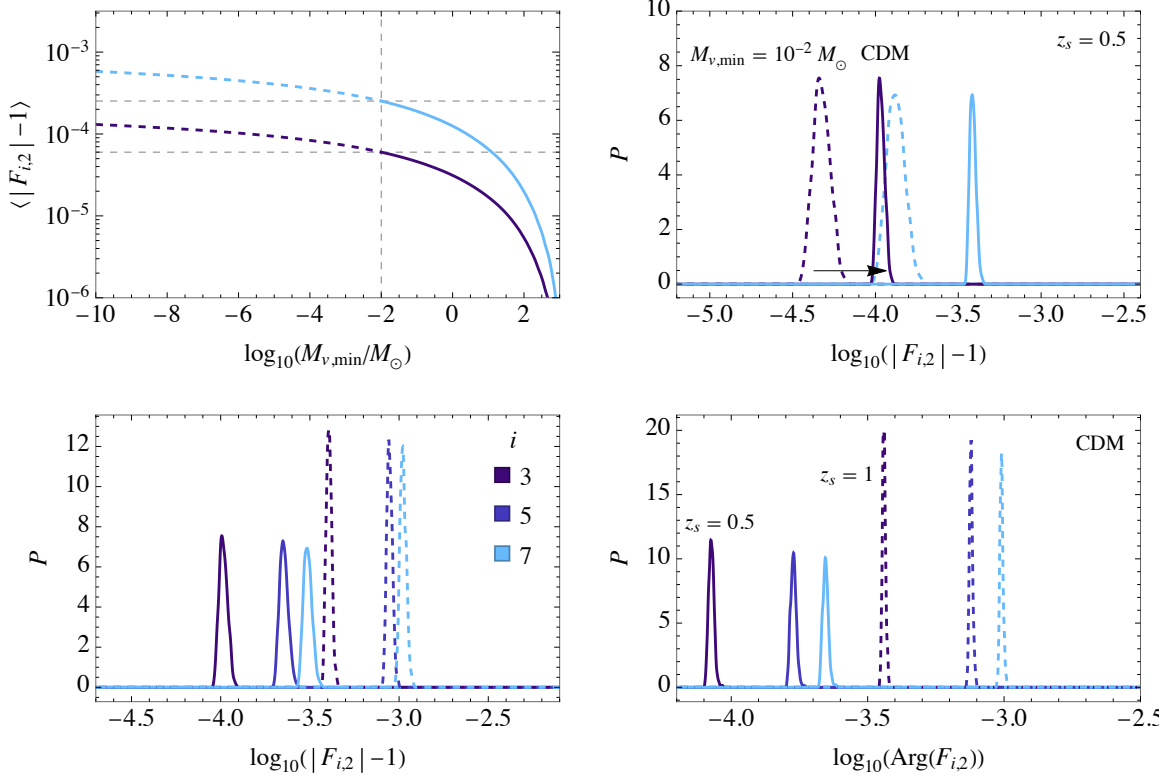 10⁻³
10⁻⁴
10⁻⁵
10⁻⁶
⟨|F_{i,2}|−1⟩
−10 −8 −6 −4 −2 0 2
log₁₀(M_{v,min}/M_⊙)
10
8
6
4
2
0
P
M_{v,min} = 10⁻² M_⊙
CDM
z_s = 0.5
−5.0 −4.5 −4.0 −3.5 −3.0 −2.5
log₁₀(|F_{i,2}|−1)
12
10
8
6
4
2
0
P
i
3
5
7
−4.5 −4.0 −3.5 −3.0 −2.5
log₁₀(|F_{i,2}|−1)
20
15
10
5
0
P
CDM
z_s = 1
z_s = 0.5
−4.0 −3.5 −3.0 −2.5
log₁₀(Arg(F_{i,2}))